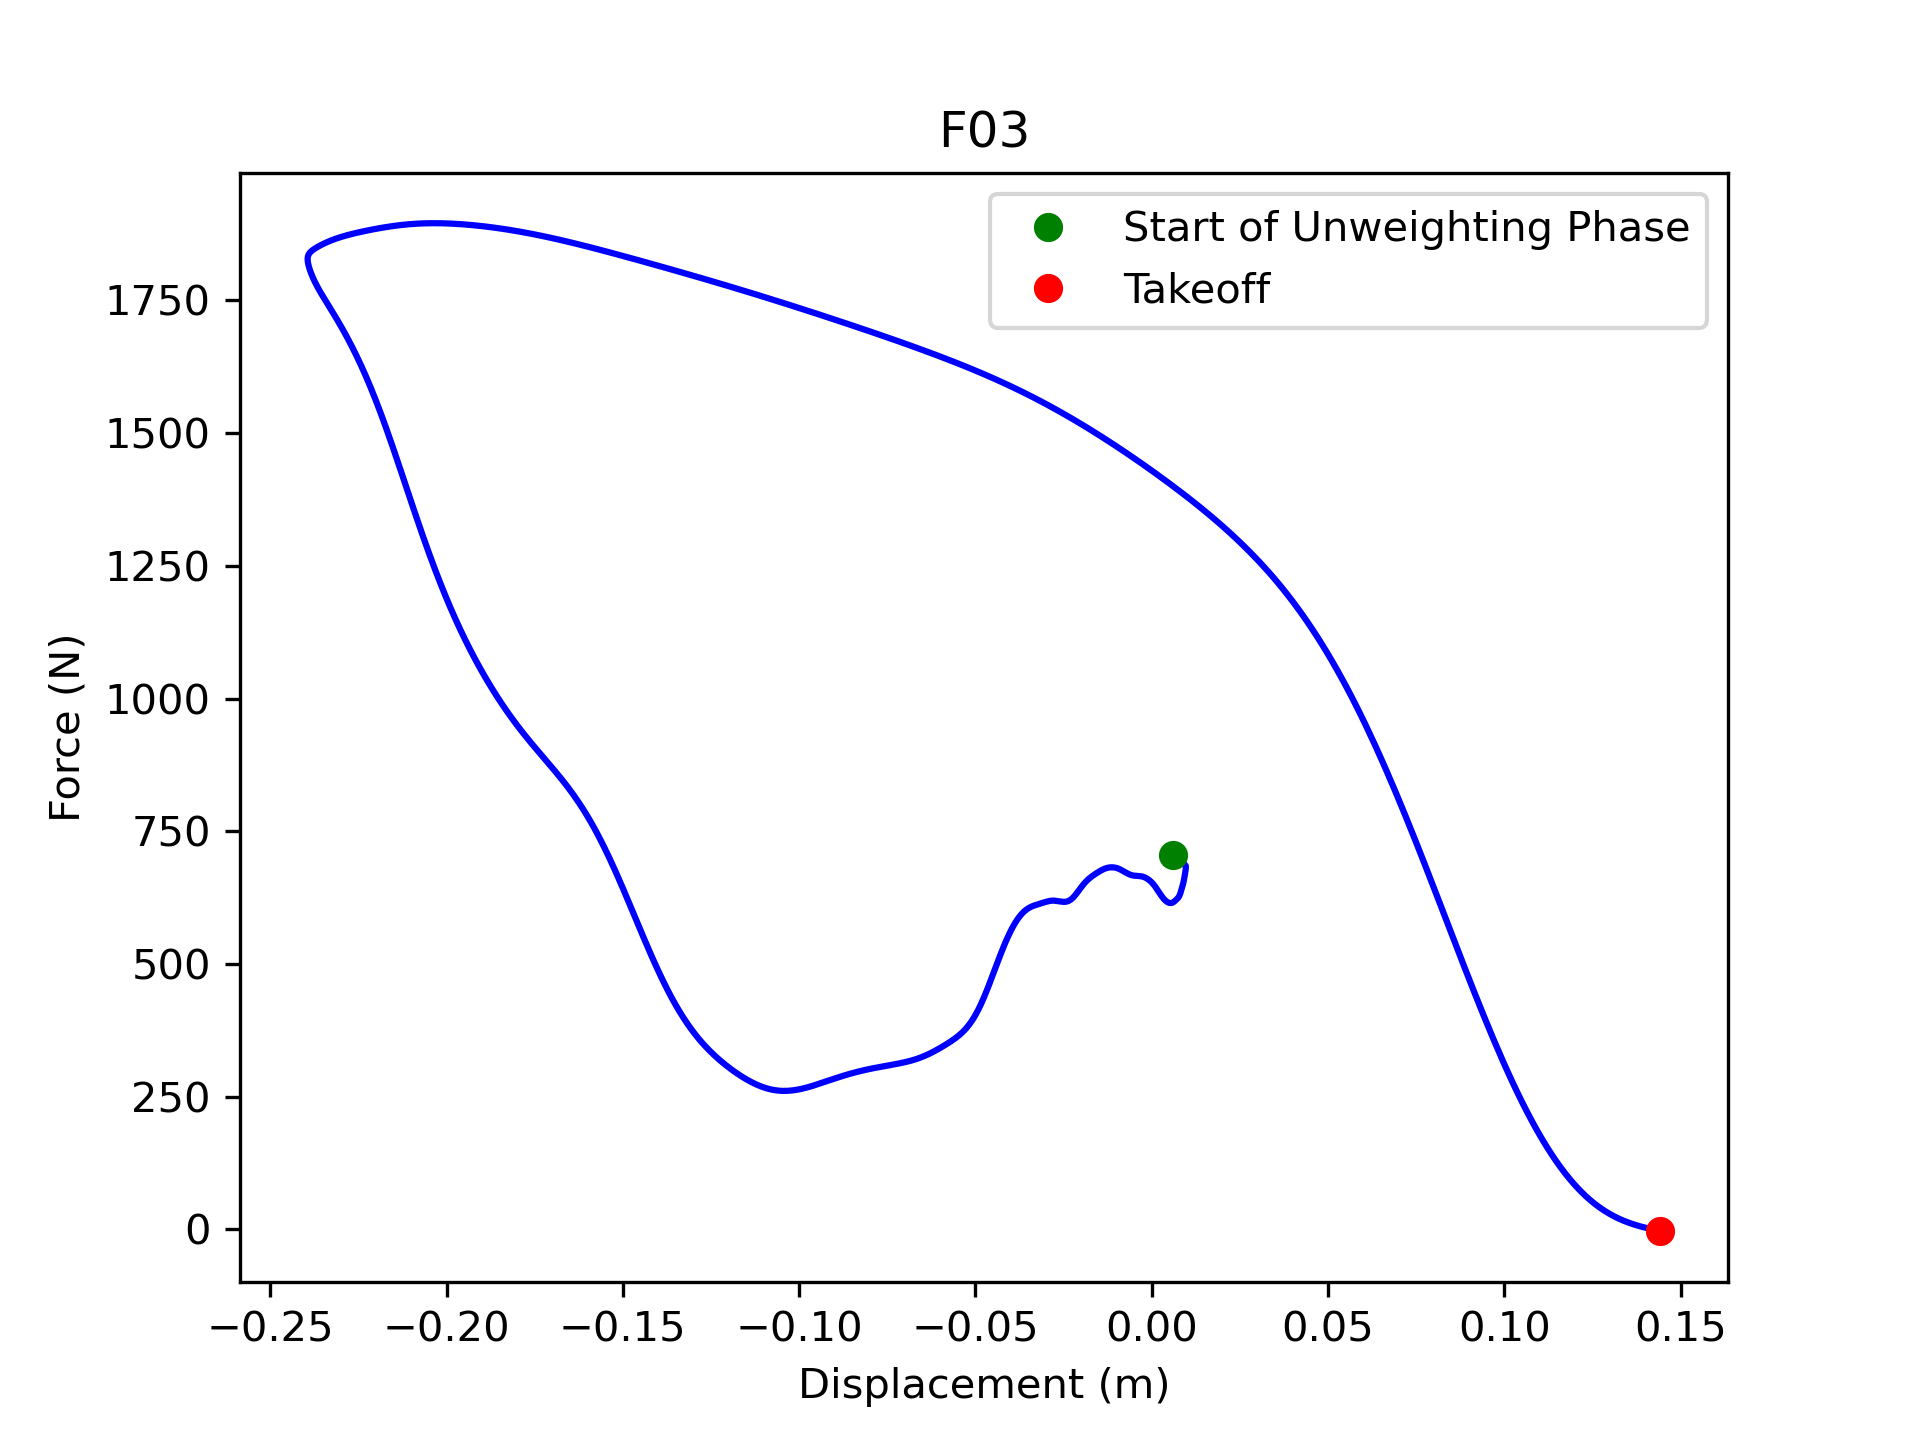 F03
Start of Unweighting Phase
Takeoff
1750
1500
1250
1000
750
500
250
0
Force (N)
−0.25 −0.20 −0.15 −0.10 −0.05 0.00 0.05 0.10 0.15
Displacement (m)